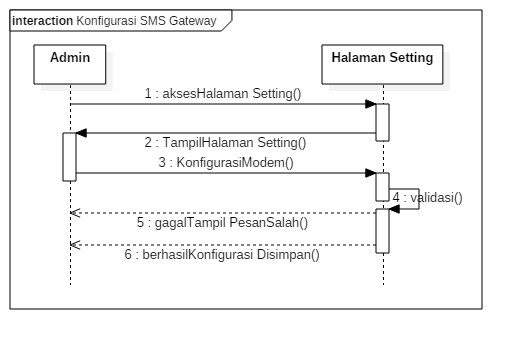 interaction Konfigurasi SMS Gateway
Admin
Halaman Setting
1 : aksesHalaman Setting()
2 : TampilHalaman Setting()
3 : KonfigurasiModem()
4 : validasi()
5 : gagalTampil PesanSalah()
6 : berhasilKonfigurasi Disimpan()